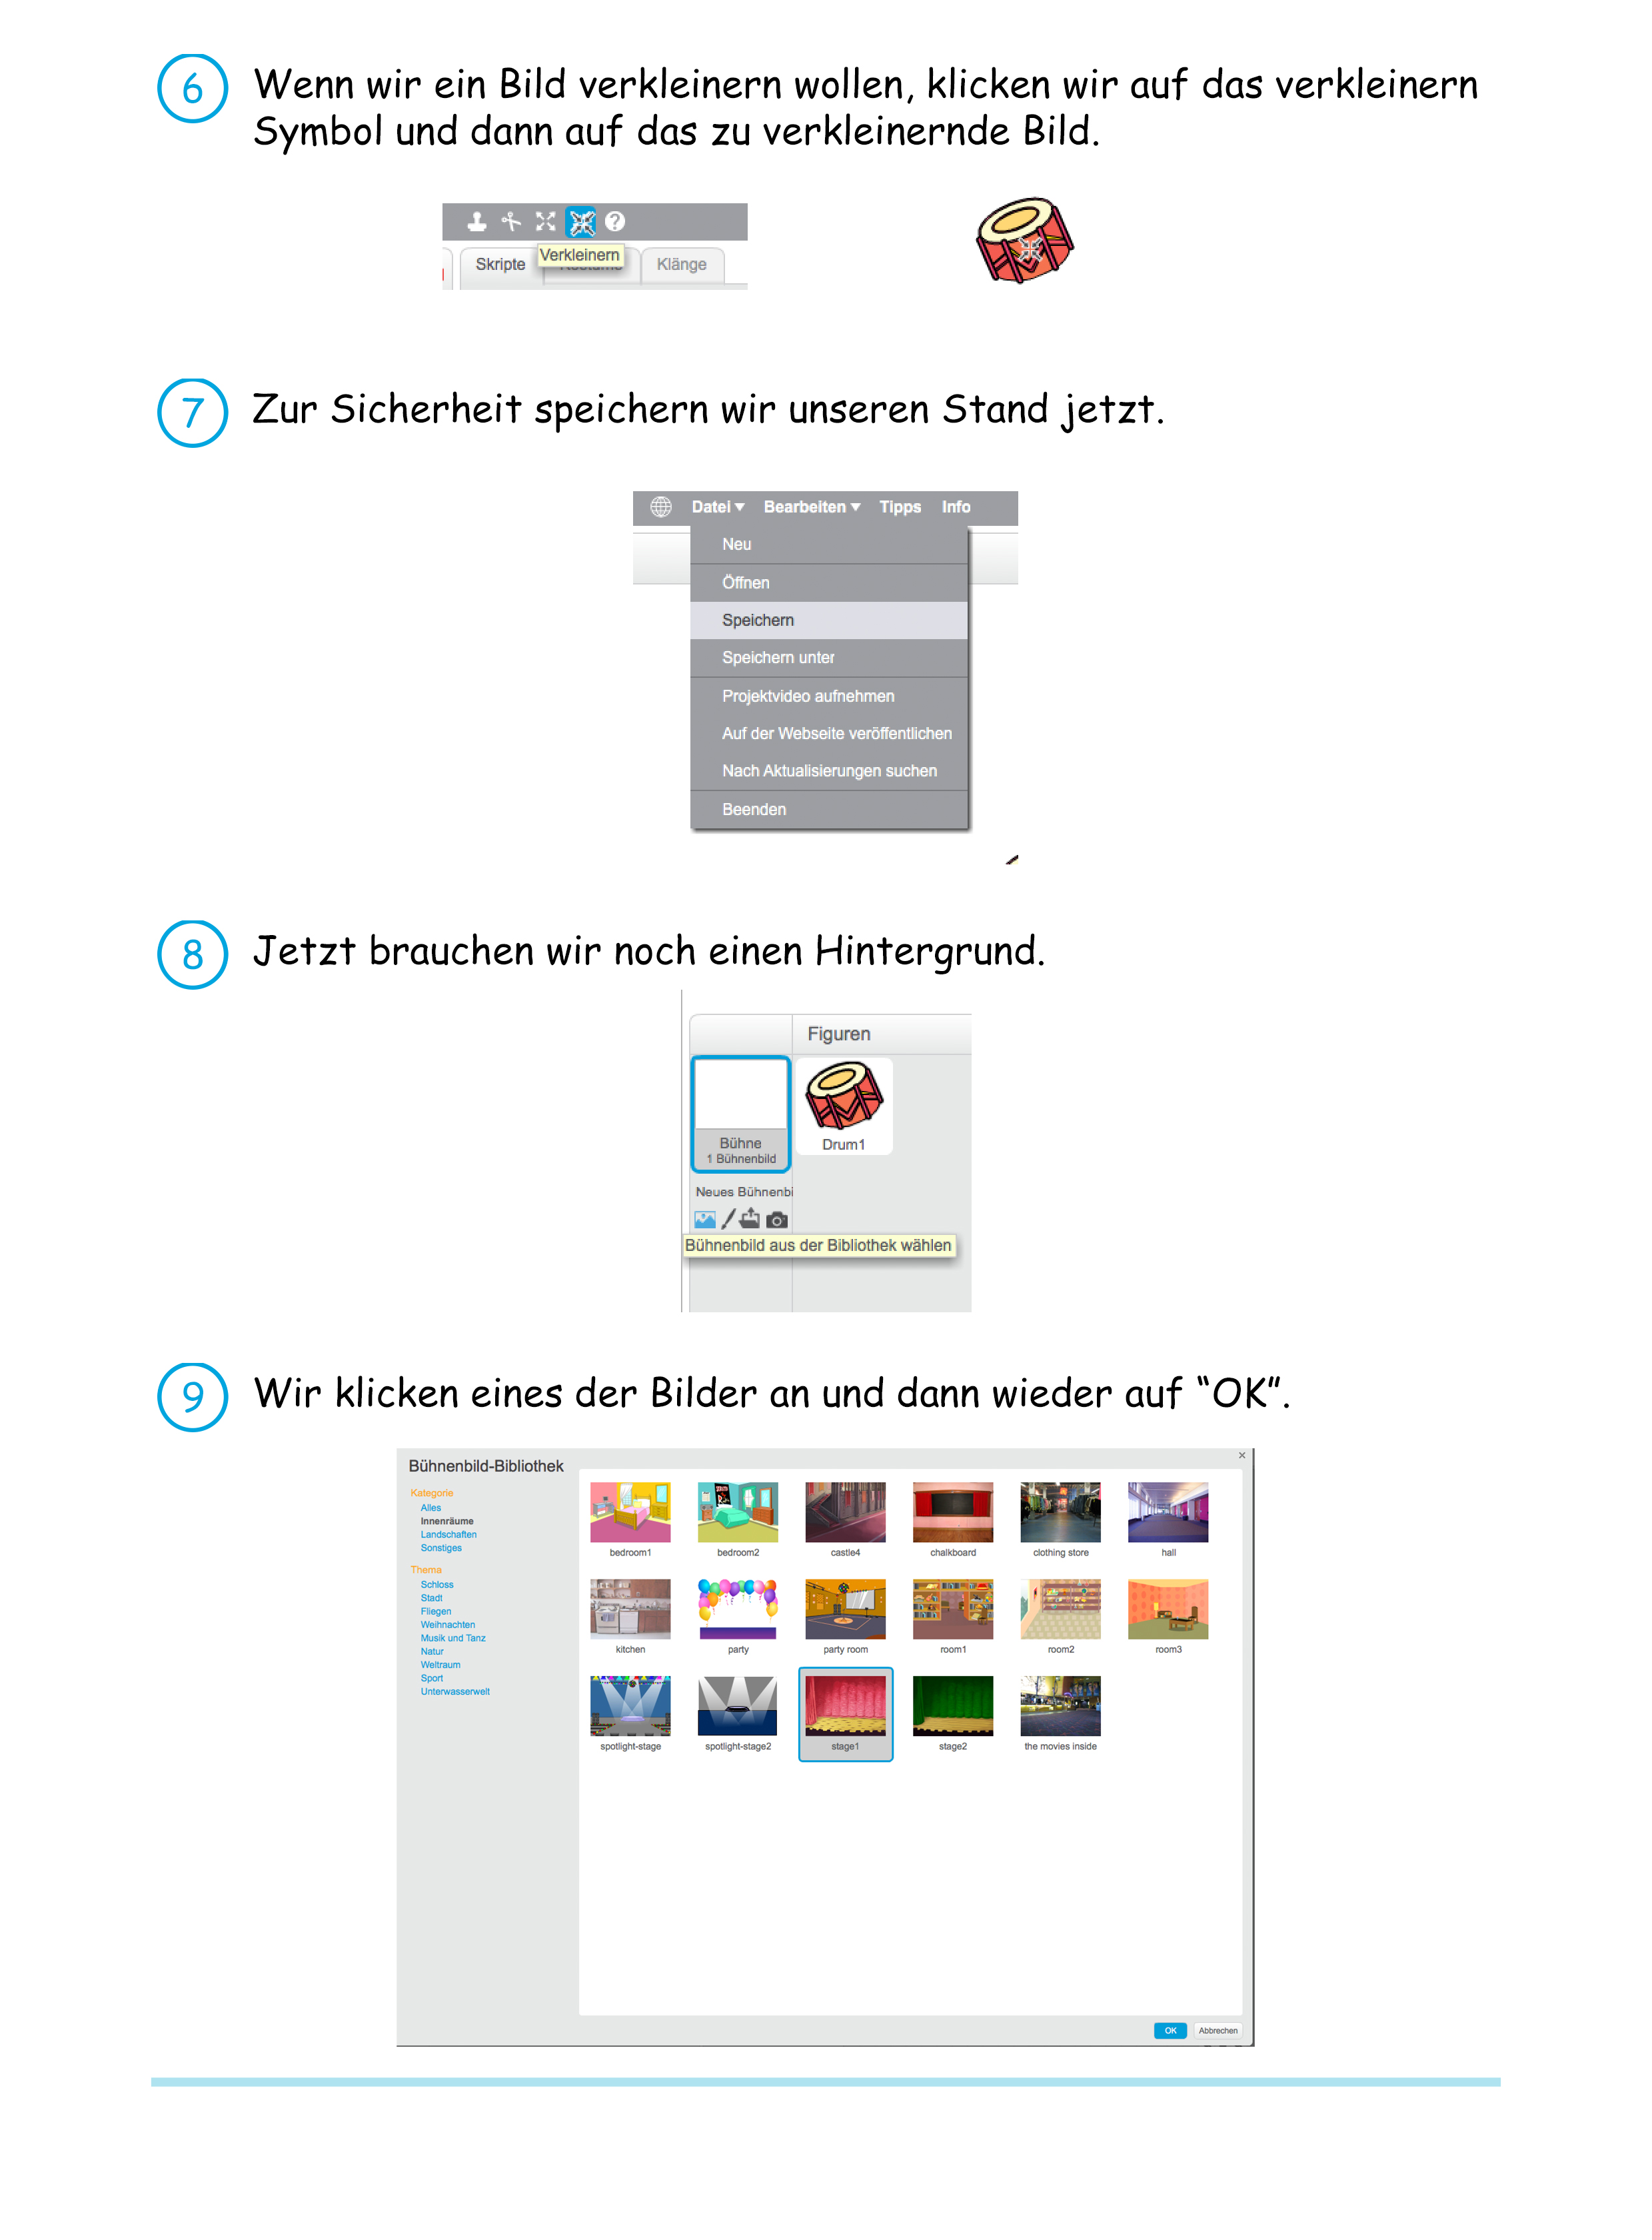 6 Wenn wir ein Bild verkleinern wollen, klicken wir auf das verkleinern
Symbol und dann auf das zu verkleinernde Bild.
Verkleinern
Skripte Klänge
7 Zur Sicherheit speichern wir unseren Stand jetzt.
Datei Bearbeiten Tipps Info
Neu
Öffnen
Speichern
Speichern unter
Projektvideo aufnehmen
Auf der Webseite veröffentlichen
Nach Aktualisierungen suchen
Beenden
8 Jetzt brauchen wir noch einen Hintergrund.
Figuren
Bühne
1 Bühnenbild
Drum1
Neues Bühnenbi
Bühnenbild aus der Bibliothek wählen
9 Wir klicken eines der Bilder an und dann wieder auf “OK”.
Bühnenbild-Bibliothek
Kategorie
Alles
Innenräume
Landschaften
Sonstiges
Thema
Schloss
Stadt
Fliegen
Weihnachten
Musik und Tanz
Natur
Weltraum
Sport
Unterwasserwelt
bedroom1 bedroom2 castle4 chalkboard clothing store hall
kitchen party party room room1 room2 room3
spotlight-stage spotlight-stage2 stage1 stage2 the movies inside
OK Abbrechen